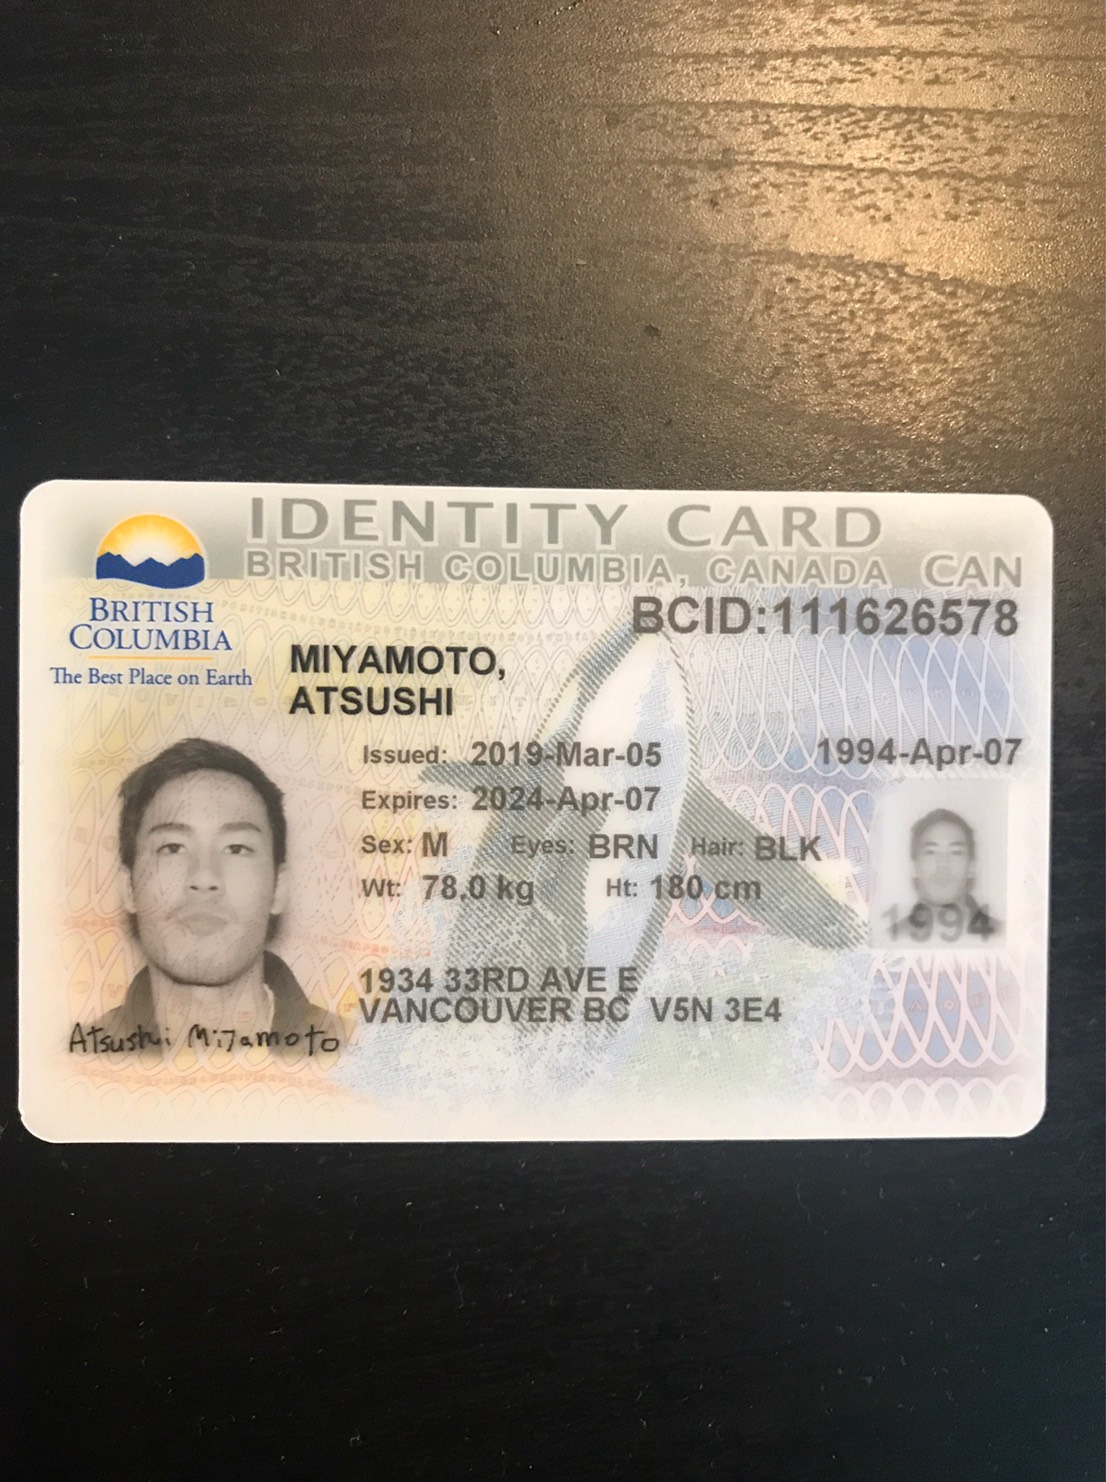 IDENTITY CARD
BRITISH COLUMBIA, CANADA CAN
BRITISH
COLUMBIA
The Best Place on Earth
BCID:111626578
MIYAMOTO,
ATSUSHI
Issued: 2019-Mar-05
1994-Apr-07
Expires: 2024-Apr-07
Sex: M Eyes: BRN Hair: BLK
Wt: 78.0 kg Ht: 180 cm
1994
1934 33RD AVE E
VANCOUVER BC V5N 3E4
Atsushi Miyamoto